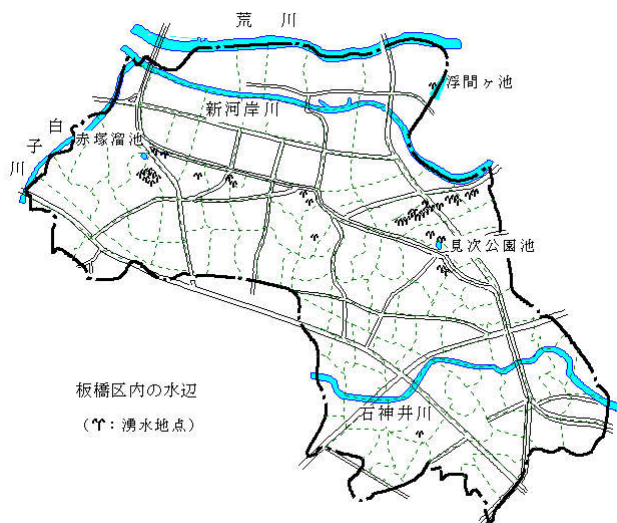 荒川
浮間ヶ池
新河岸川
白子川
赤塚溜池
見次公園池
板橋区内の水辺
(：湧水地点)
石神井川